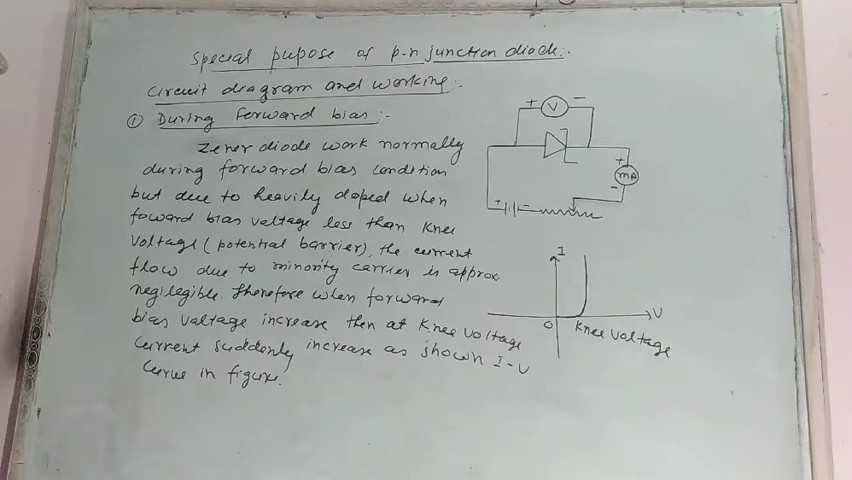 Special pupose of p-n junction diode:-
Circuit diagram and working:-
① During Forward bias:-
Zener diode work normally
during forward bias condition
but due to heavily doped when
foward bias voltage less than Knee
Voltage (potential barrier), the current
flow due to minority carrier is approx.
neglegible. Therefore when forward
bias voltage increase then at Knee voltage
Current suddenly increase as shown I-V
Curve in figure.
+ V -
+
mA
-
+ -
I
V
O
Knee voltage